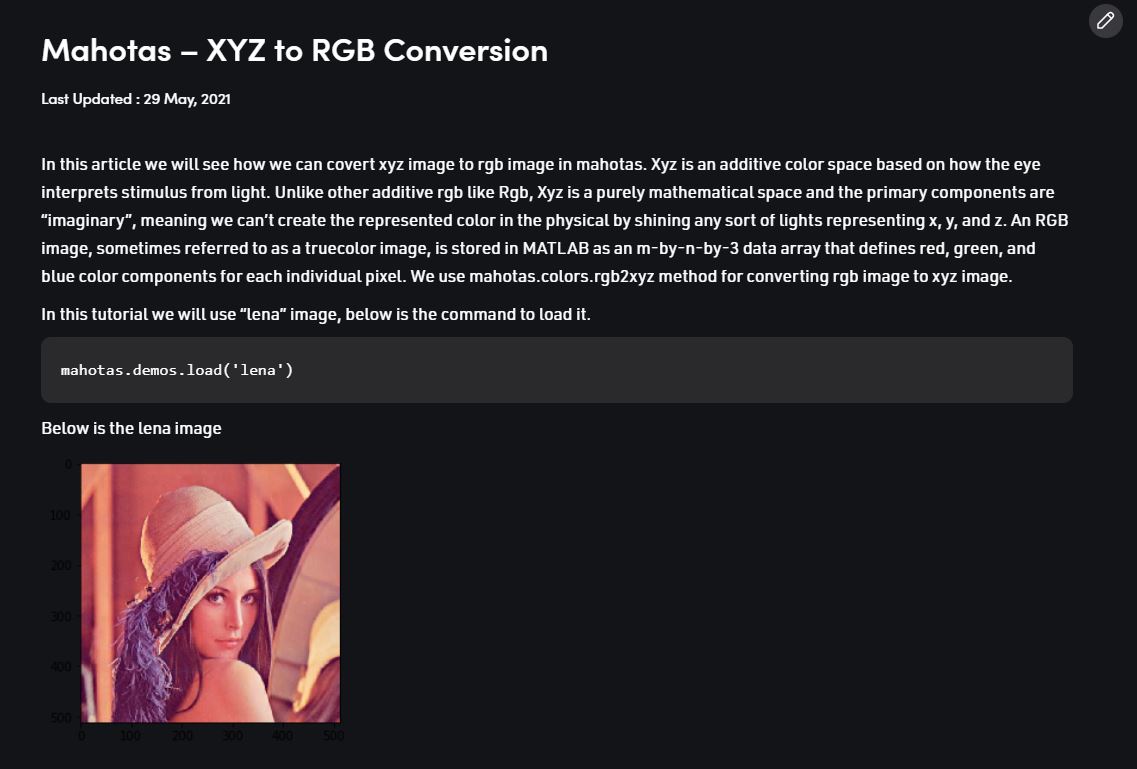 Mahotas – XYZ to RGB Conversion
Last Updated : 29 May, 2021
In this article we will see how we can covert xyz image to rgb image in mahotas. Xyz is an additive color space based on how the eye
interprets stimulus from light. Unlike other additive rgb like Rgb, Xyz is a purely mathematical space and the primary components are
“imaginary”, meaning we can’t create the represented color in the physical by shining any sort of lights representing x, y, and z. An RGB
image, sometimes referred to as a truecolor image, is stored in MATLAB as an m-by-n-by-3 data array that defines red, green, and
blue color components for each individual pixel. We use mahotas.colors.rgb2xyz method for converting rgb image to xyz image.
In this tutorial we will use “lena” image, below is the command to load it.
mahotas.demos.load('lena')
Below is the lena image
0
100
200
300
400
500
0 100 200 300 400 500